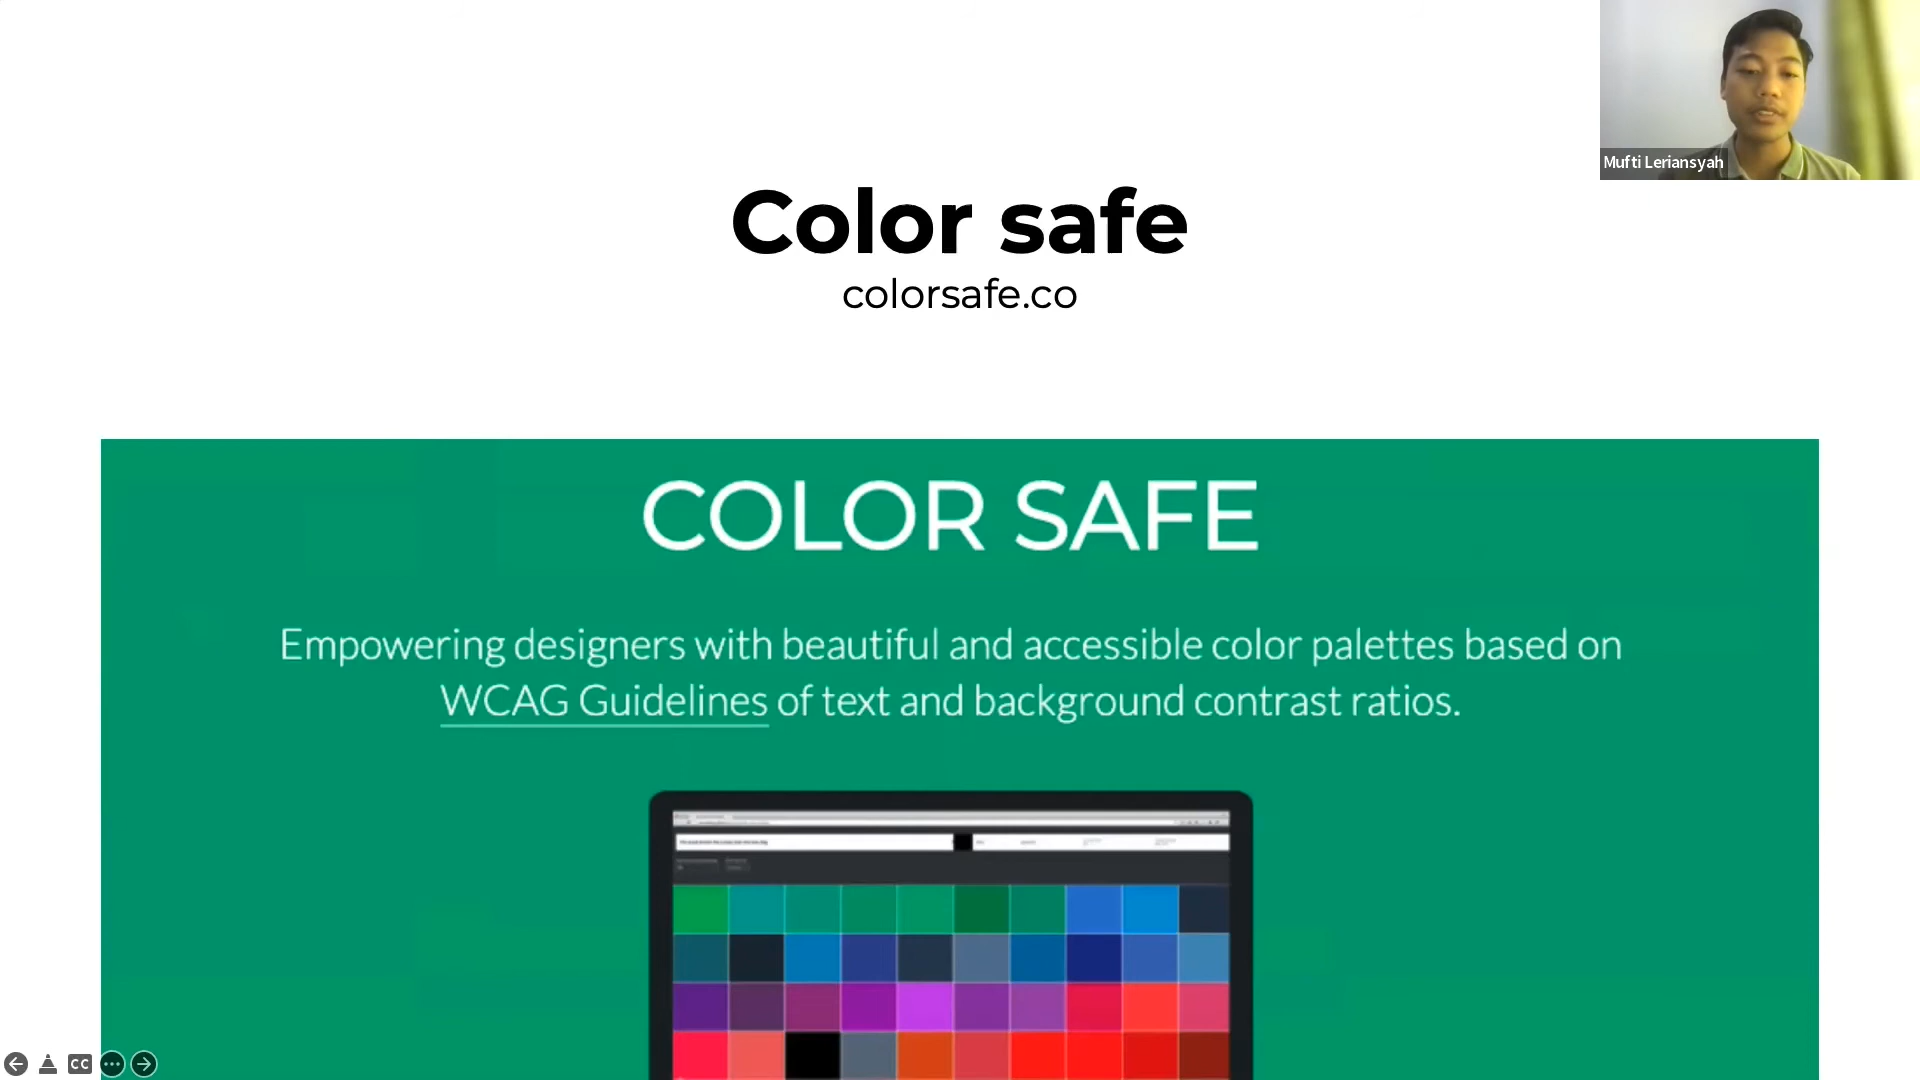 Color safe
colorsafe.co
Mufti Leriansyah
COLOR SAFE
Empowering designers with beautiful and accessible color palettes based on
WCAG Guidelines of text and background contrast ratios.
CC